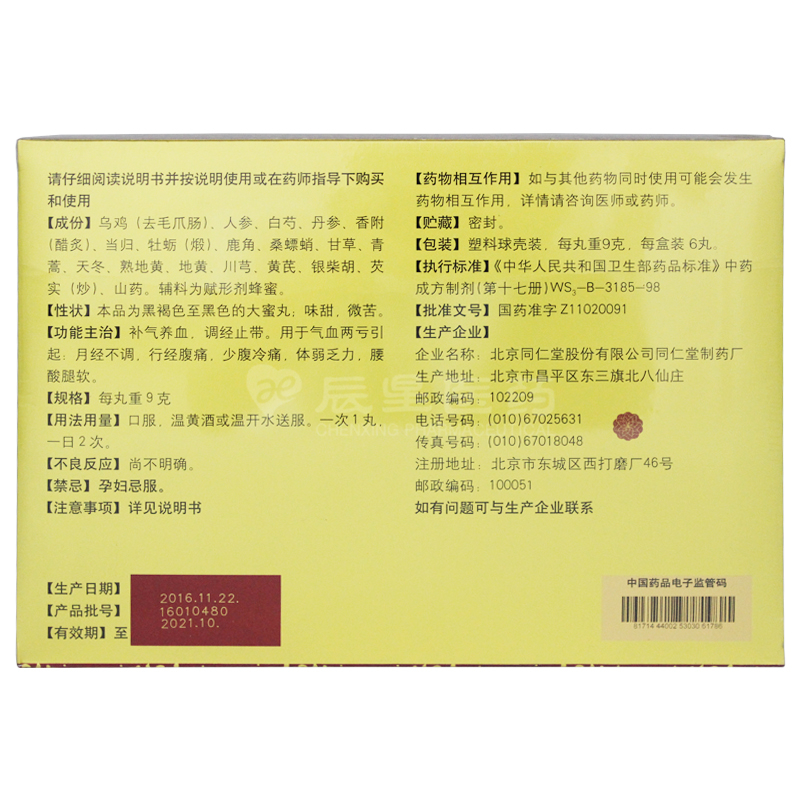 请仔细阅读说明书并按说明使用或在药师指导下购买
和使用
【成份】乌鸡（去毛爪肠）、人参、白芍、丹参、香附
(醋炙)、当归、牡蛎（煅）、鹿角、桑螵蛸、甘草、青
蒿、天冬、熟地黄、地黄、川芎、黄芪、银柴胡、芡
实（炒）、山药。辅料为赋形剂蜂蜜。
【性状】本品为黑褐色至黑色的大蜜丸；味甜，微苦。
【功能主治】补气养血，调经止带。用于气血两亏引
起：月经不调，行经腹痛，少腹冷痛，体弱乏力，腰
酸腿软。
【规格】每丸重9克
【用法用量】口服，温黄酒或温开水送服。一次1丸，
一日2次。
【不良反应】尚不明确。
【禁忌】孕妇忌服。
【注意事项】详见说明书
【生产日期】
2016.11.22.
【产品批号】
16010480
【有效期】至
2021.10.
【药物相互作用】如与其他药物同时使用可能会发生
药物相互作用，详情请咨询医师或药师。
【贮藏】密封。
【包装】塑料球壳装，每丸重9克，每盒装6丸。
【执行标准】《中华人民共和国卫生部药品标准》中药
成方制剂(第十七册)WS₃-B-3185-98
【批准文号】国药准字Z11020091
【生产企业】
企业名称：北京同仁堂股份有限公司同仁堂制药厂
生产地址：北京市昌平区东三旗北八仙庄
邮政编码：102209
电话号码：(010)67025631
传真号码：(010)67018048
注册地址：北京市东城区西打磨厂46号
邮政编码：100051
如有问题可与生产企业联系
中国药品电子监管码
81714 44002 53030 61786